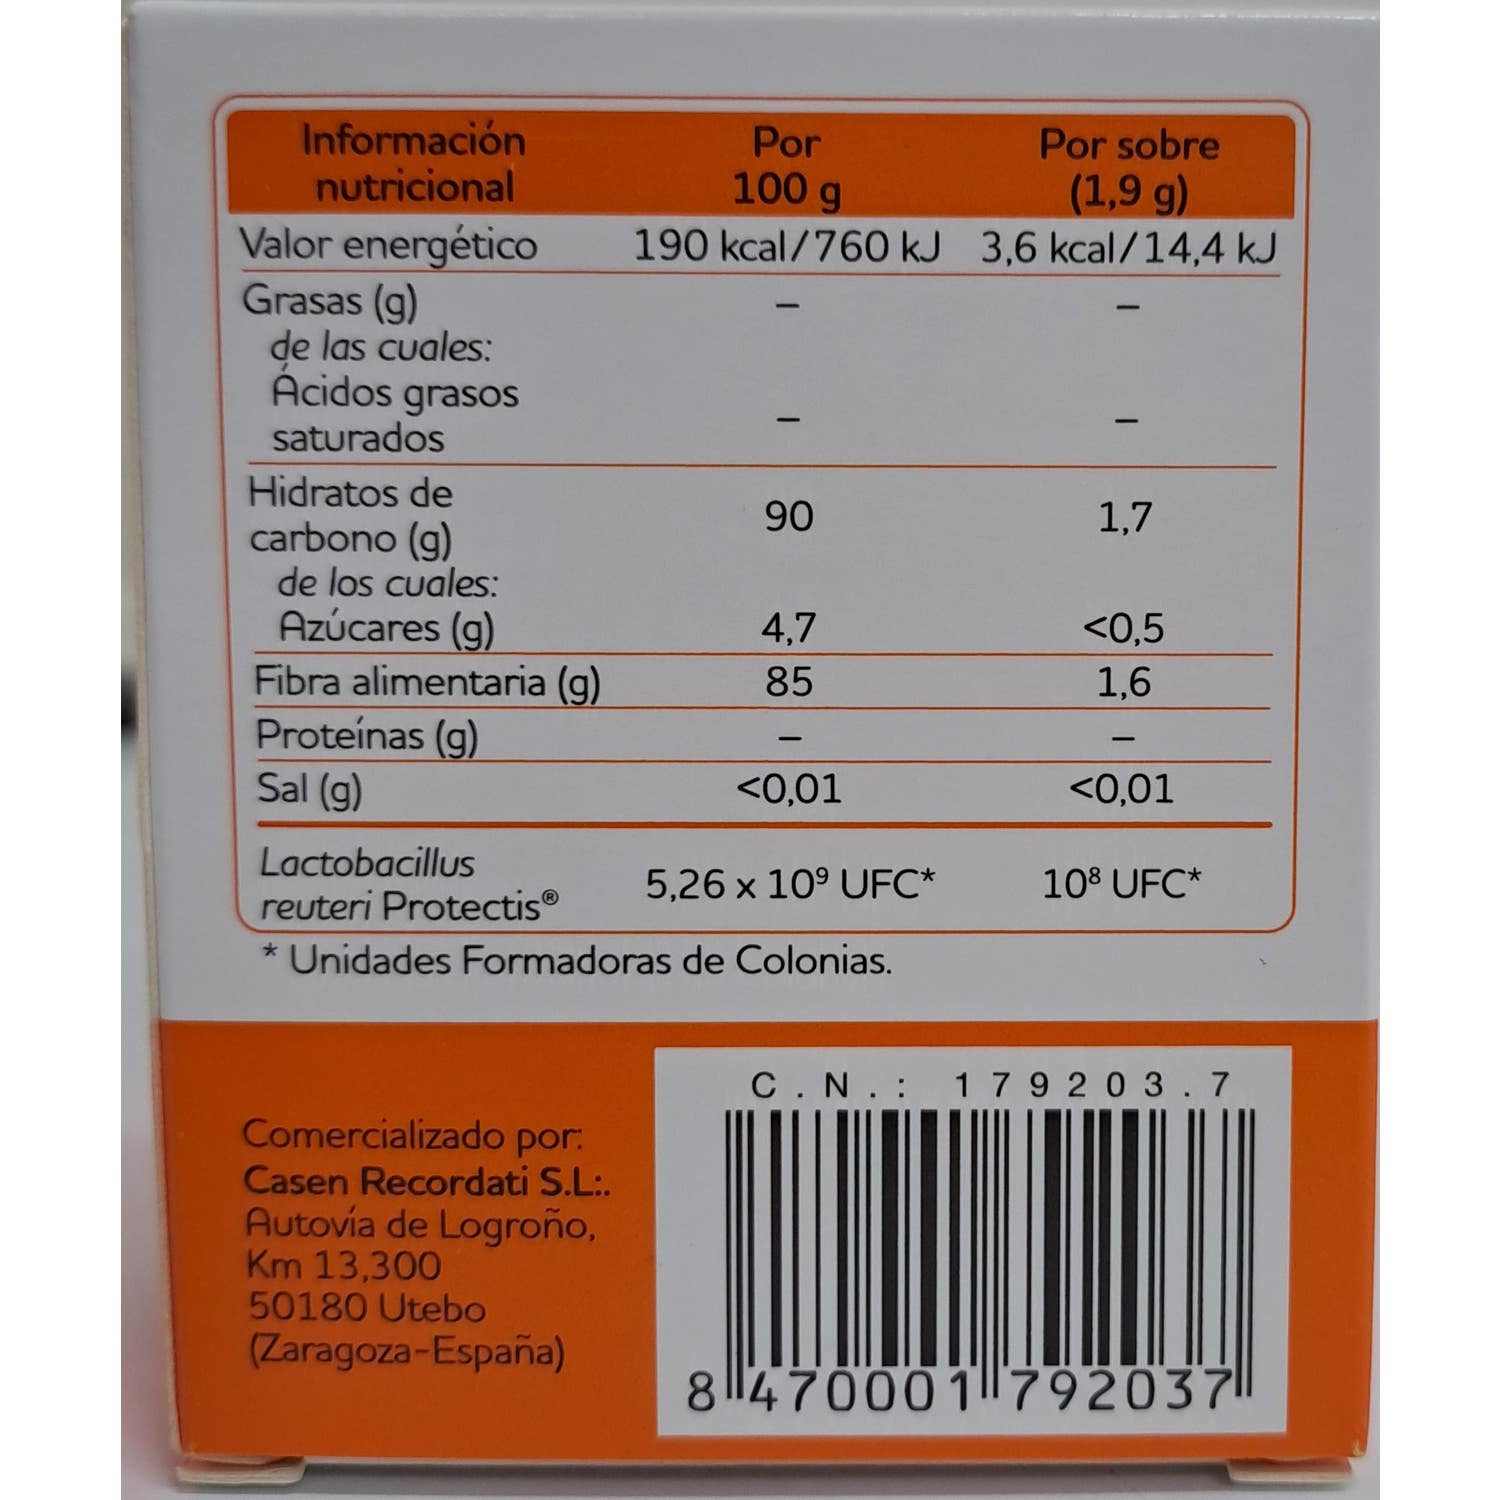 Información nutricional Por 100 g Por sobre (1,9 g)
Valor energético 190 kcal/760 kJ 3,6 kcal/14,4 kJ
Grasas (g) – –
de las cuales:
Ácidos grasos
saturados – –
Hidratos de
carbono (g) 90 1,7
de los cuales:
Azúcares (g) 4,7 <0,5
Fibra alimentaria (g) 85 1,6
Proteínas (g) – –
Sal (g) <0,01 <0,01
Lactobacillus
reuteri Protectis® 5,26 x 10⁹ UFC* 10⁸ UFC*
* Unidades Formadoras de Colonias.
Comercializado por:
Casen Recordati S.L:.
Autovía de Logroño,
Km 13,300
50180 Utebo
(Zaragoza-España)
C.N.: 179203.7
8 470001 792037